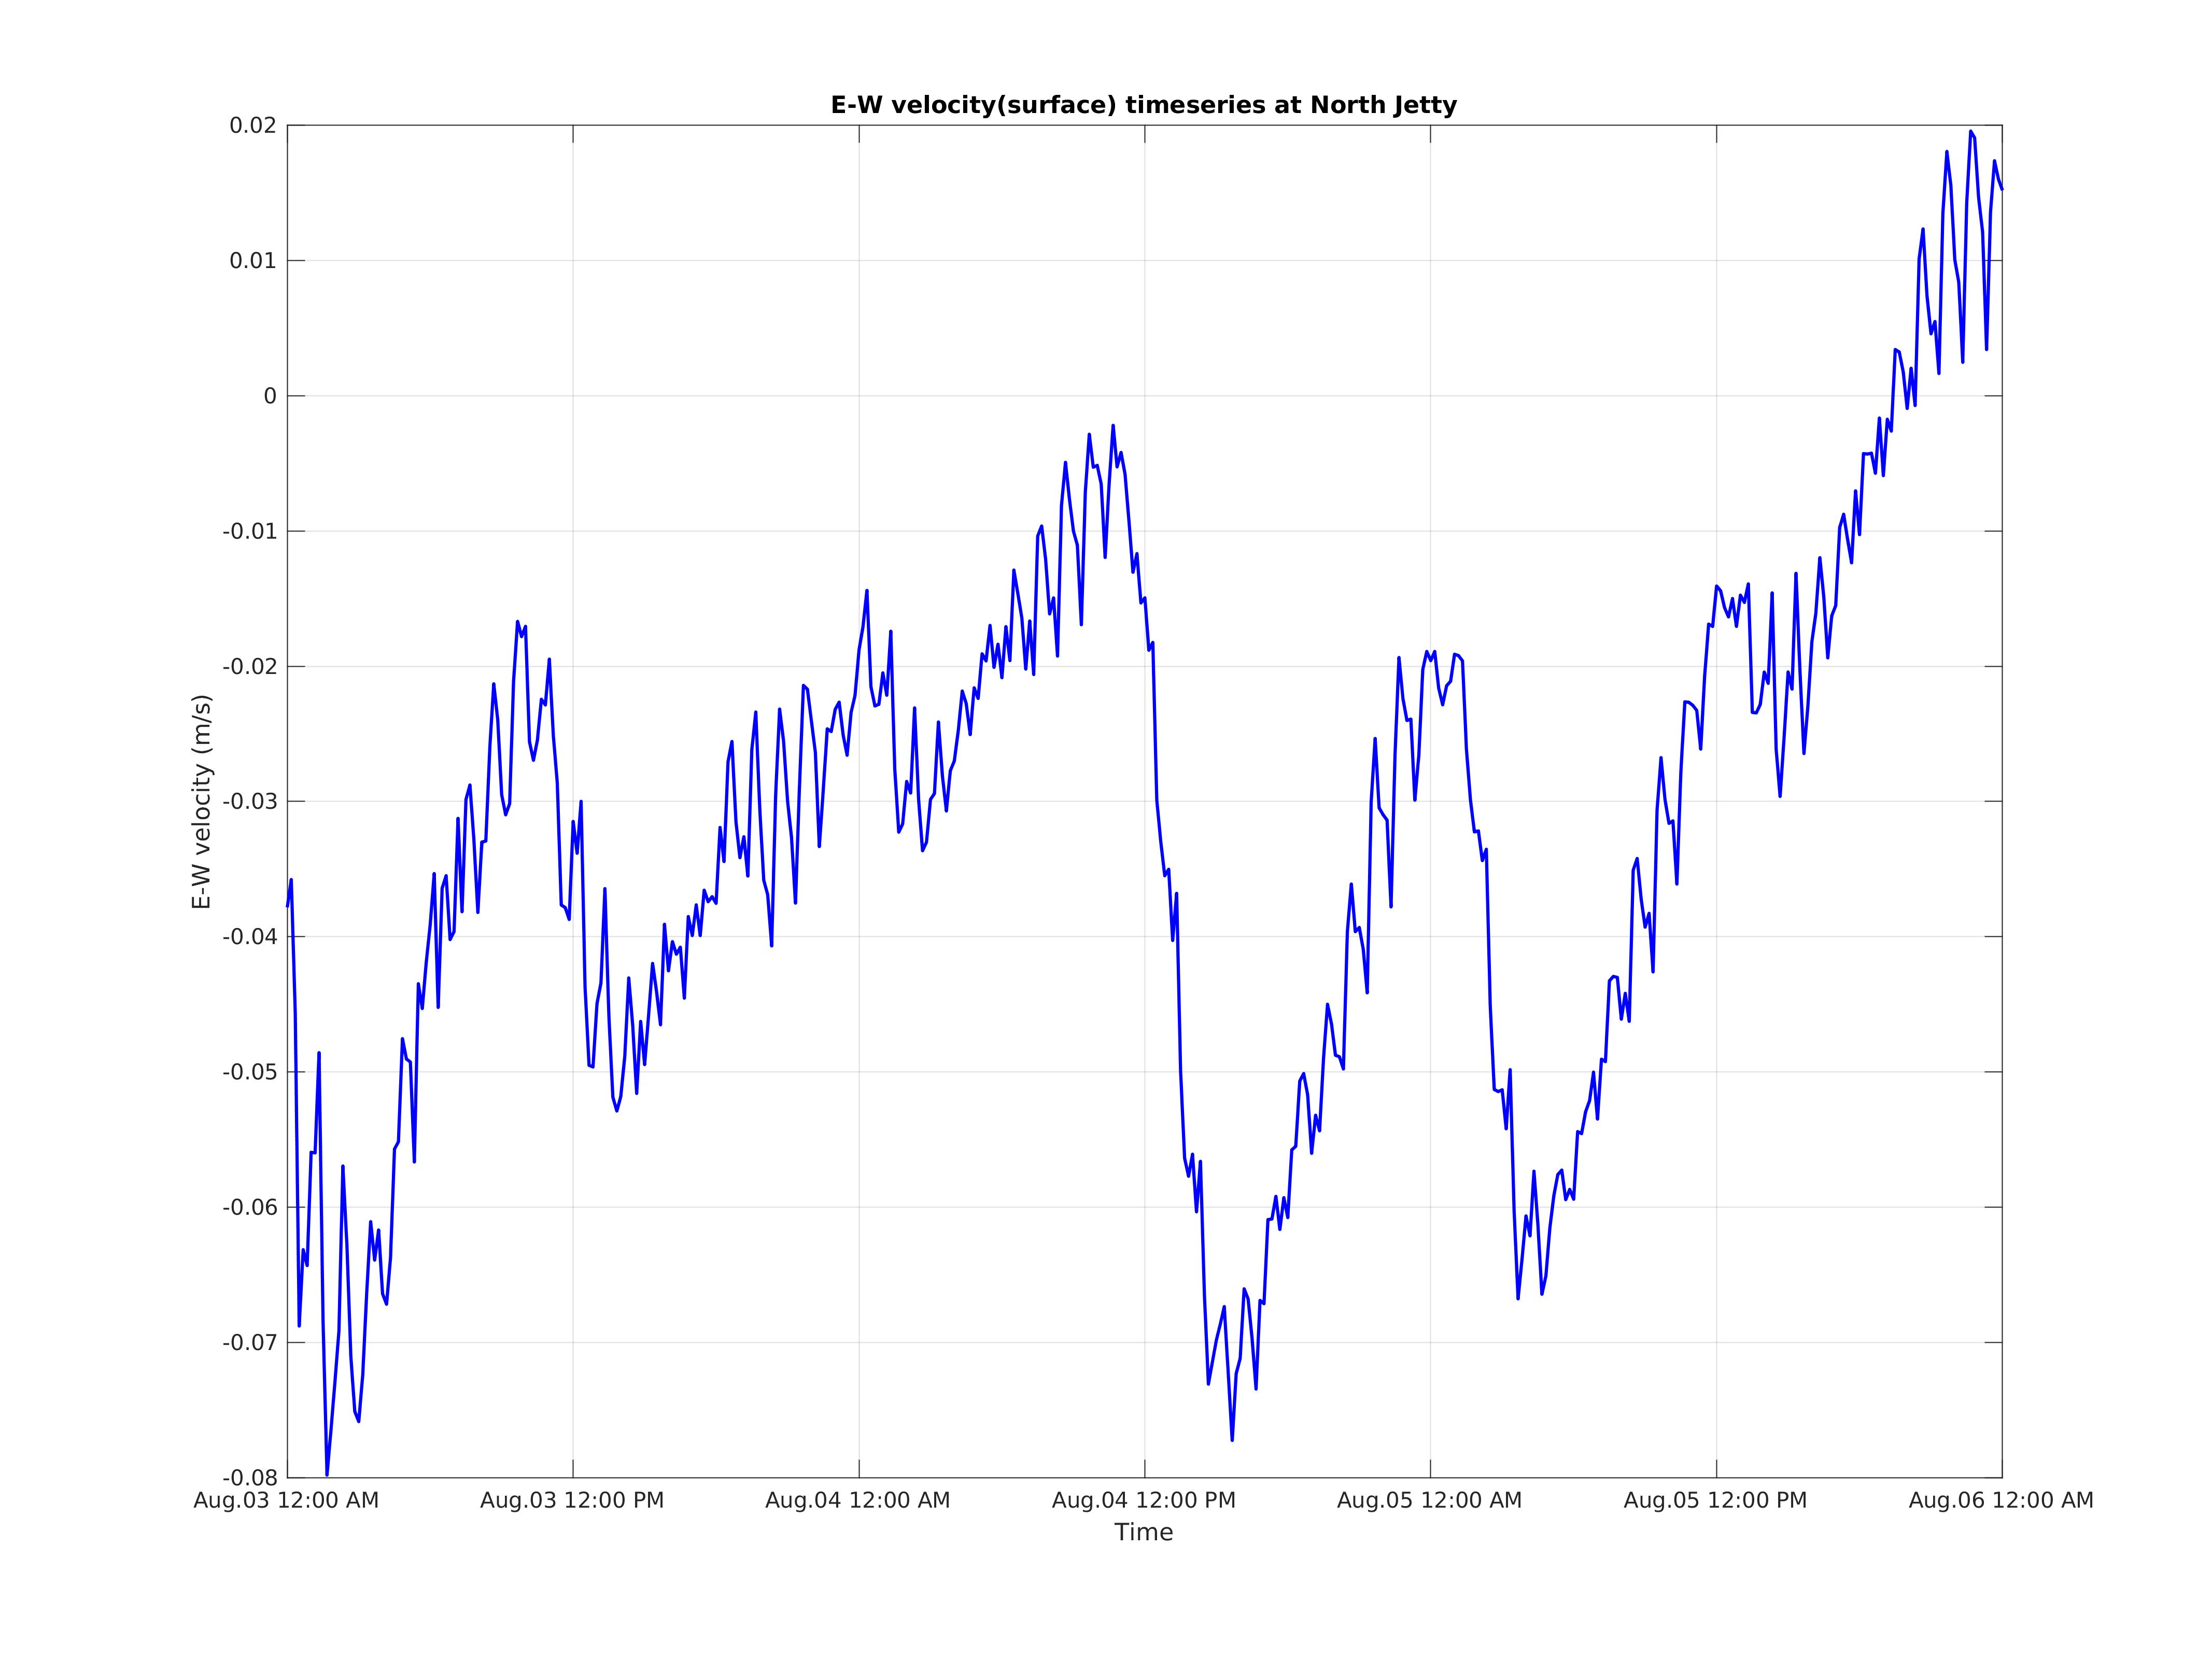 E-W velocity(surface) timeseries at North Jetty
0.02
0.01
0
-0.01
-0.02
-0.03
-0.04
-0.05
-0.06
-0.07
-0.08
E-W velocity (m/s)
Aug.03 12:00 AM Aug.03 12:00 PM Aug.04 12:00 AM Aug.04 12:00 PM Aug.05 12:00 AM Aug.05 12:00 PM Aug.06 12:00 AM
Time